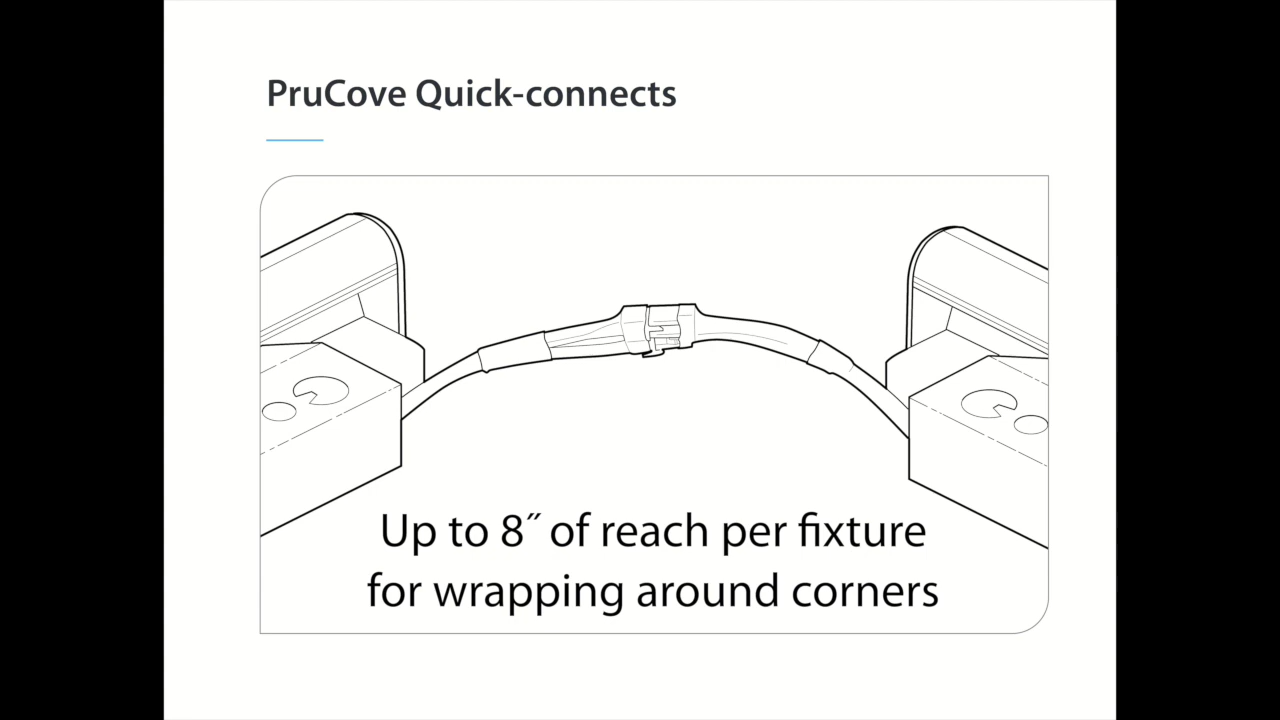 PruCove Quick-connects
Up to 8˝ of reach per fixture
for wrapping around corners